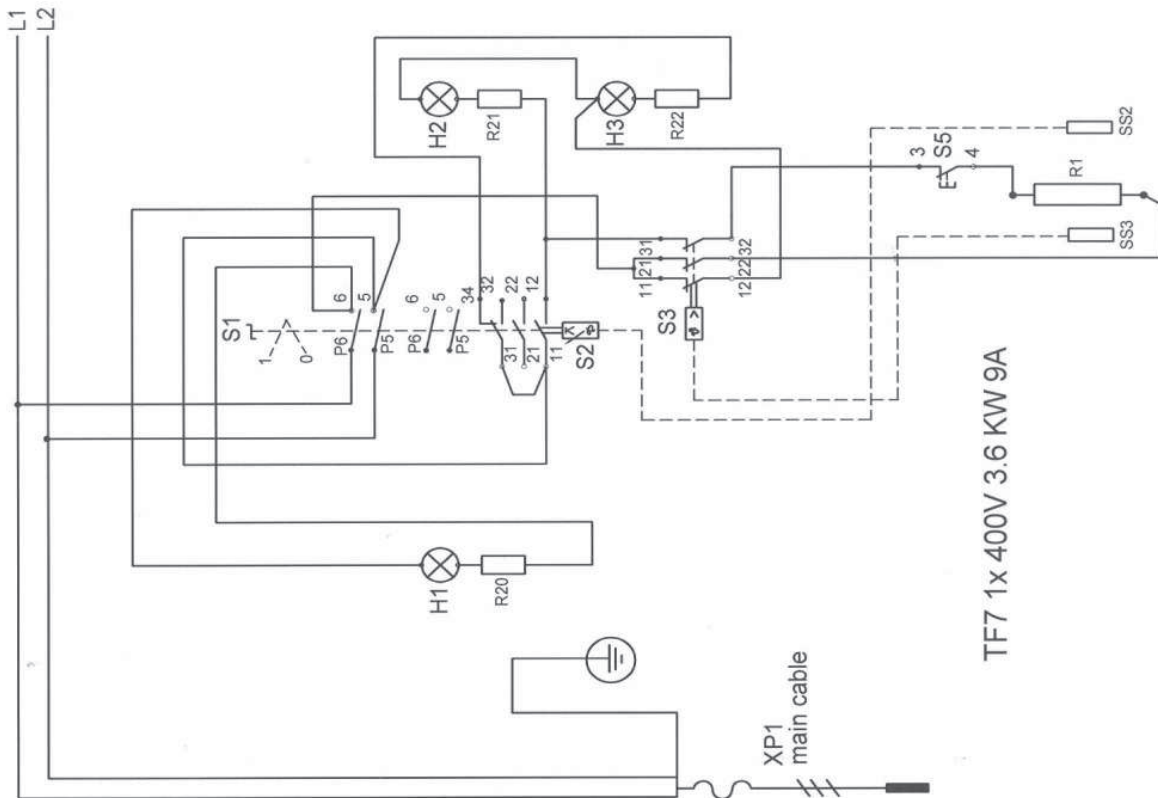 L1
L2
S1
1
0
P6
6
P5
5
P6
6
P5
5
34
32
31
22
21
12
11
S2
H1
R20
H2
R21
H3
R22
11
21
31
S3
12
22
32
3
S5
4
R1
SS3
SS2
XP1
main cable
TF7 1x 400V 3.6 KW 9A